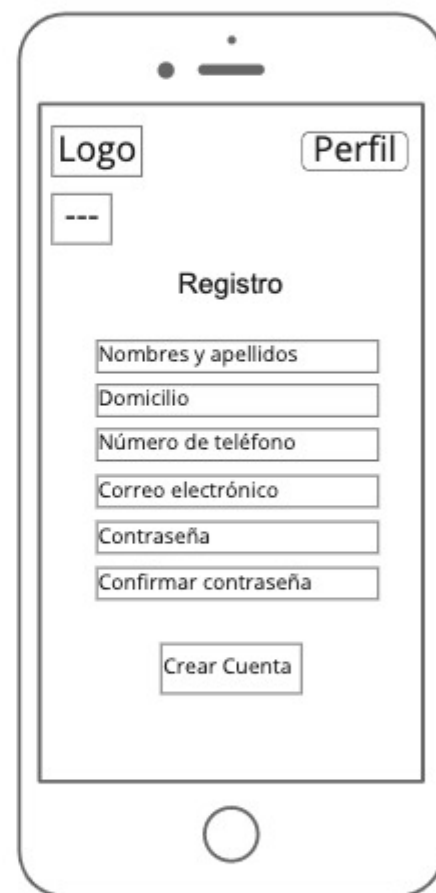 Logo
Perfil
---
Registro
Nombres y apellidos
Domicilio
Número de teléfono
Correo electrónico
Contraseña
Confirmar contraseña
Crear Cuenta